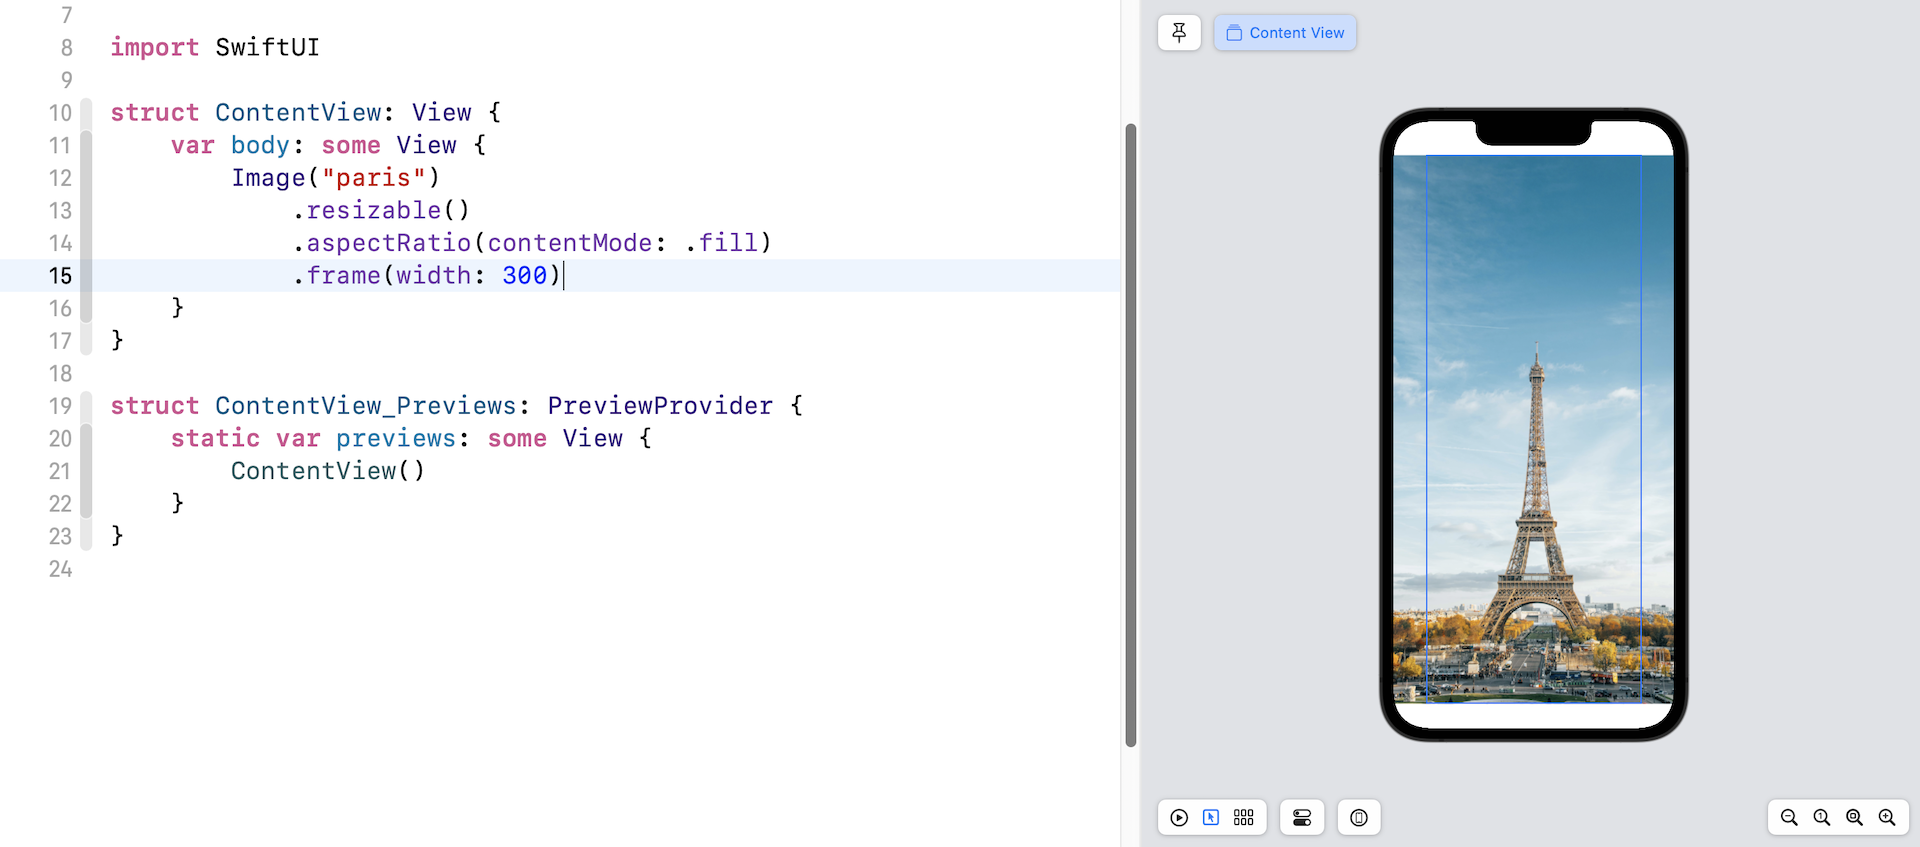 7
8 import SwiftUI
9
10 struct ContentView: View {
11 var body: some View {
12 Image("paris")
13 .resizable()
14 .aspectRatio(contentMode: .fill)
15 .frame(width: 300)
16 }
17 }
18
19 struct ContentView_Previews: PreviewProvider {
20 static var previews: some View {
21 ContentView()
22 }
23 }
24
Content View